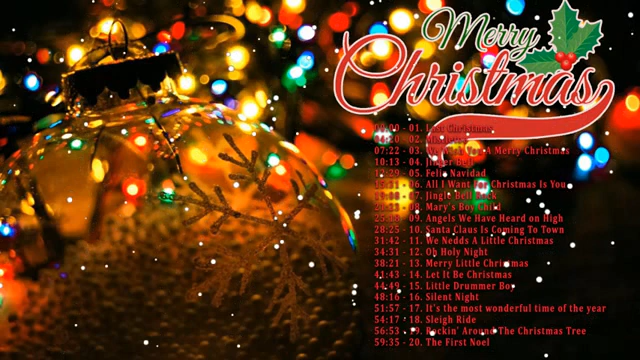 Merry
Christmas
00:00 - 01. Last Christmas
02.
07:22 - 03. We Wish You A Merry Christmas
10:13 - 04. Jingle Bell
05. Feliz Navidad
06. All I Want For Christmas Is You
07. Jingle Bell Rock
08. Mary's Boy Child
09. Angels We Have Heard on High
28:25 - 10. Santa Claus Is Coming To Town
31:42 - 11. We Nedds A Little Christmas
34:31 - 12. Oh Holy Night
38:21 - 13. Merry Little Christmas
41:43 - 14. Let It Be Christmas
44:49 - 15. Little Drummer Boy
48:16 - 16. Silent Night
51:57 - 17. It's the most wonderful time of the year
54:17 - 18. Sleigh Ride
56:53 - 19. Rockin' Around The Christmas Tree
59:35 - 20. The First Noel